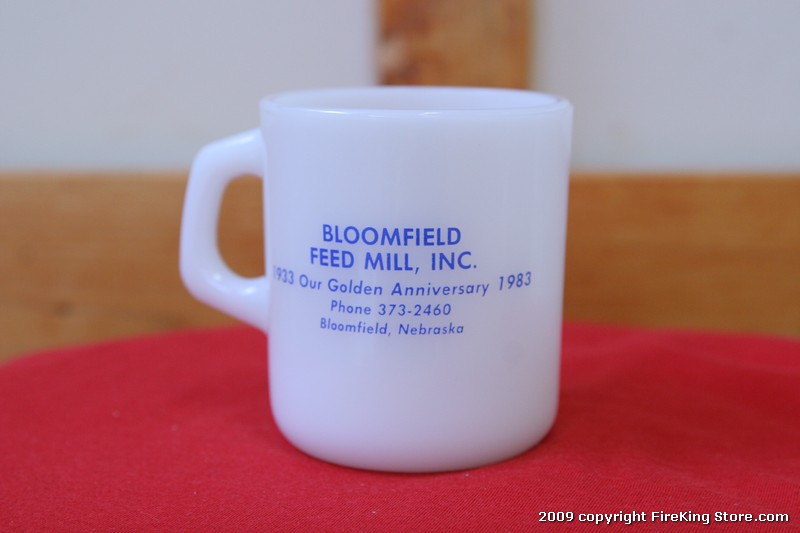 BLOOMFIELD
FEED MILL, INC.
1933 Our Golden Anniversary 1983
Phone 373-2460
Bloomfield, Nebraska
2009 copyright FireKing Store.com